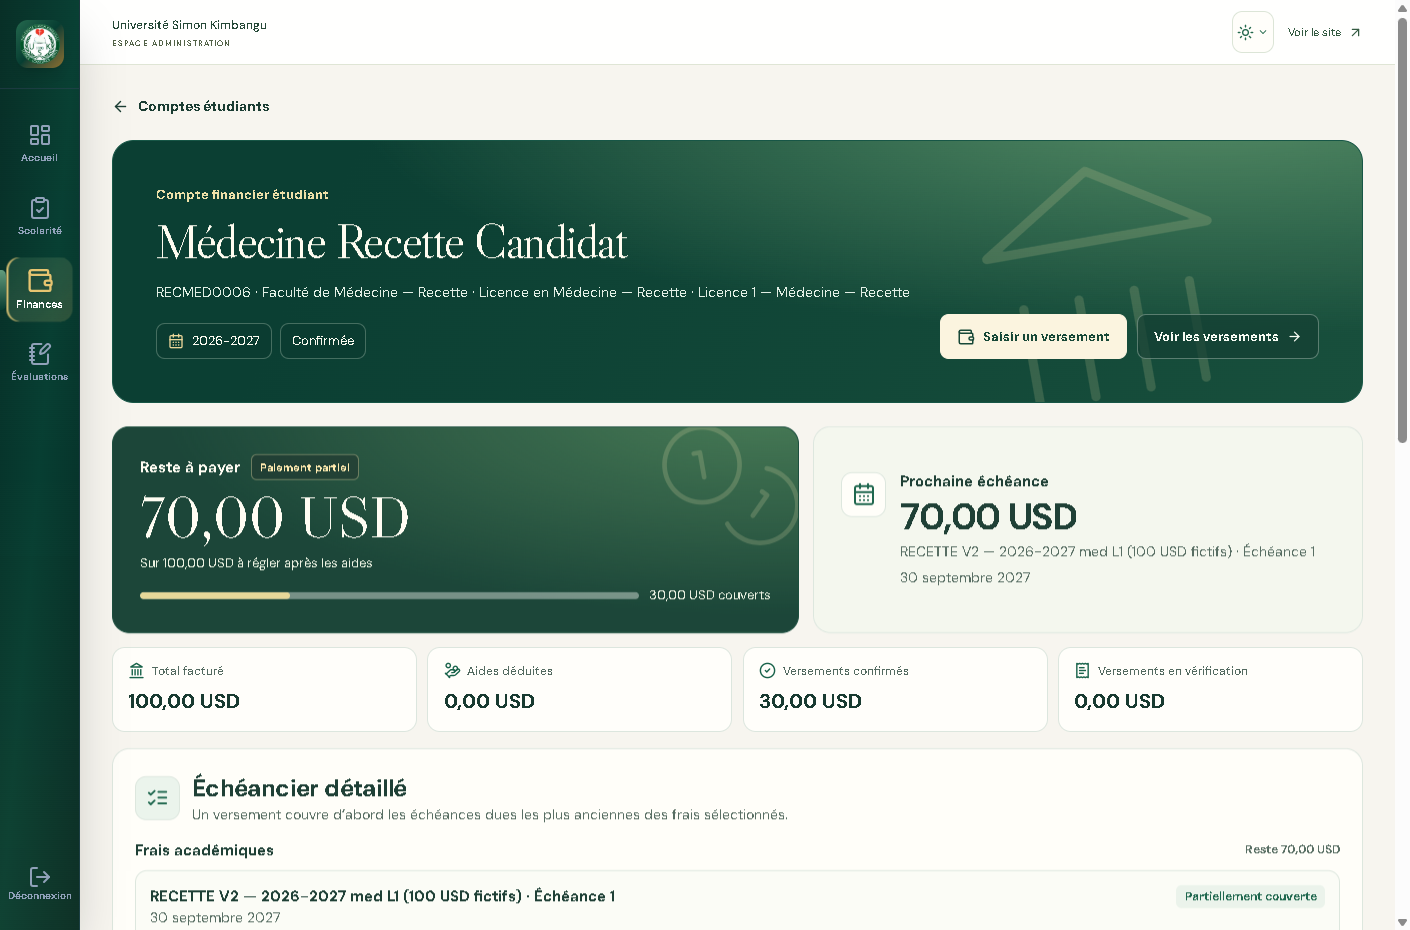 Université Simon Kimbangu
ESPACE ADMINISTRATION
Voir le site
Accueil
Scolarité
Finances
Évaluations
Déconnexion
Comptes étudiants
Compte financier étudiant
Médecine Recette Candidat
RECMED0006 · Faculté de Médecine — Recette · Licence en Médecine — Recette · Licence 1 — Médecine — Recette
2026-2027
Confirmée
Saisir un versement
Voir les versements
Reste à payer
Paiement partiel
70,00 USD
Sur 100,00 USD à régler après les aides
30,00 USD couverts
Prochaine échéance
70,00 USD
RECETTE V2 — 2026-2027 med L1 (100 USD fictifs) · Échéance 1
30 septembre 2027
Total facturé
100,00 USD
Aides déduites
0,00 USD
Versements confirmés
30,00 USD
Versements en vérification
0,00 USD
Échéancier détaillé
Un versement couvre d’abord les échéances dues les plus anciennes des frais sélectionnés.
Frais académiques
Reste 70,00 USD
RECETTE V2 — 2026-2027 med L1 (100 USD fictifs) · Échéance 1
Partiellement couverte
30 septembre 2027